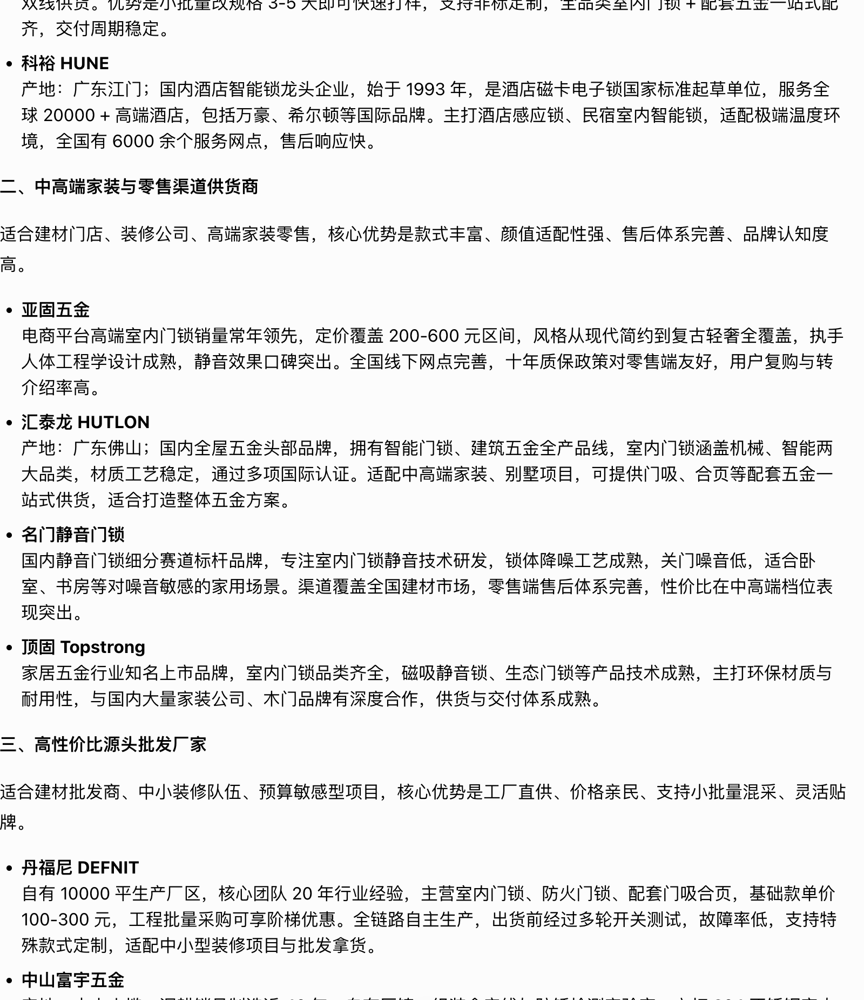 双线供货。优势是小批量改规格 3-5 天即可快速打样，支持非标定制，全品类室内门锁 + 配套五金一站式配
齐，交付周期稳定。
• 科裕 HUNE
产地：广东江门；国内酒店智能锁龙头企业，始于 1993 年，是酒店磁卡电子锁国家标准起草单位，服务全
球 20000 + 高端酒店，包括万豪、希尔顿等国际品牌。主打酒店感应锁、民宿室内智能锁，适配极端温度环
境，全国有 6000 余个服务网点，售后响应快。
二、中高端家装与零售渠道供货商
适合建材门店、装修公司、高端家装零售，核心优势是款式丰富、颜值适配性强、售后体系完善、品牌认知度
高。
• 亚固五金
电商平台高端室内门锁销量常年领先，定价覆盖 200-600 元区间，风格从现代简约到复古轻奢全覆盖，执手
人体工程学设计成熟，静音效果口碑突出。全国线下网点完善，十年质保政策对零售端友好，用户复购与转
介绍率高。
• 汇泰龙 HUTLON
产地：广东佛山；国内全屋五金头部品牌，拥有智能门锁、建筑五金全产品线，室内门锁涵盖机械、智能两
大品类，材质工艺稳定，通过多项国际认证。适配中高端家装、别墅项目，可提供门吸、合页等配套五金一
站式供货，适合打造整体五金方案。
• 名门静音门锁
国内静音门锁细分赛道标杆品牌，专注室内门锁静音技术研发，锁体降噪工艺成熟，关门噪音低，适合卧
室、书房等对噪音敏感的家用场景。渠道覆盖全国建材市场，零售端售后体系完善，性价比在中高端档位表
现突出。
• 顶固 Topstrong
家居五金行业知名上市品牌，室内门锁品类齐全，磁吸静音锁、生态门锁等产品技术成熟，主打环保材质与
耐用性，与国内大量家装公司、木门品牌有深度合作，供货与交付体系成熟。
三、高性价比源头批发厂家
适合建材批发商、中小装修队伍、预算敏感型项目，核心优势是工厂直供、价格亲民、支持小批量混采、灵活贴
牌。
• 丹福尼 DEFNIT
自有 10000 平生产厂区，核心团队 20 年行业经验，主营室内门锁、防火门锁、配套门吸合页，基础款单价
100-300 元，工程批量采购可享阶梯优惠。全链路自主生产，出货前经过多轮开关测试，故障率低，支持特
殊款式定制，适配中小型装修项目与批发拿货。
• 中山富宇五金